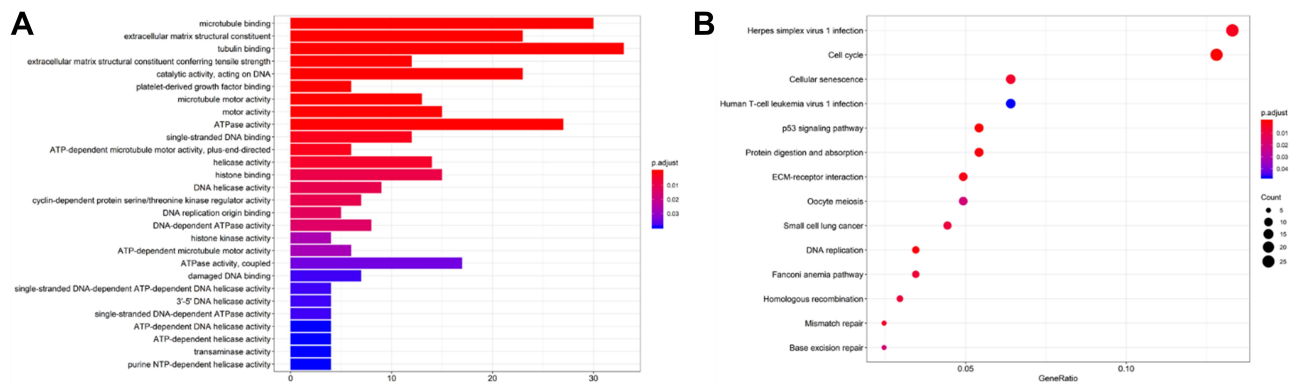 A
microtubule binding
extracellular matrix structural constituent
tubulin binding
extracellular matrix structural constituent conferring tensile strength
catalytic activity, acting on DNA
platelet-derived growth factor binding
microtubule motor activity
motor activity
ATPase activity
single-stranded DNA binding
ATP-dependent microtubule motor activity, plus-end-directed
helicase activity
histone binding
DNA helicase activity
cyclin-dependent protein serine/threonine kinase regulator activity
DNA replication origin binding
DNA-dependent ATPase activity
histone kinase activity
ATP-dependent microtubule motor activity
ATPase activity, coupled
damaged DNA binding
single-stranded DNA-dependent ATP-dependent DNA helicase activity
3'-5' DNA helicase activity
single-stranded DNA-dependent ATPase activity
ATP-dependent DNA helicase activity
ATP-dependent helicase activity
transaminase activity
purine NTP-dependent helicase activity
0 10 20 30
p.adjust
0.01
0.02
0.03
B
Herpes simplex virus 1 infection
Cell cycle
Cellular senescence
Human T-cell leukemia virus 1 infection
p53 signaling pathway
Protein digestion and absorption
ECM-receptor interaction
Oocyte meiosis
Small cell lung cancer
DNA replication
Fanconi anemia pathway
Homologous recombination
Mismatch repair
Base excision repair
0.05 0.10
GeneRatio
p.adjust
0.01
0.02
0.03
0.04
Count
5
10
15
20
25